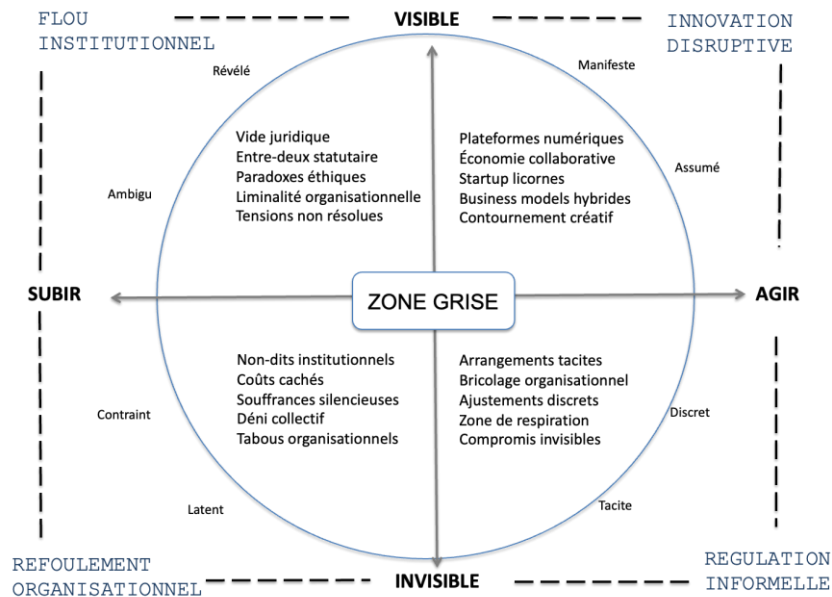 FLOU
INSTITUTIONNEL
VISIBLE
INNOVATION
DISRUPTIVE
Révélé
Manifeste
Ambigu
Assumé
Vide juridique
Entre-deux statutaire
Paradoxes éthiques
Liminalité organisationnelle
Tensions non résolues
Plateformes numériques
Économie collaborative
Startup licornes
Business models hybrides
Contournement créatif
SUBIR
ZONE GRISE
AGIR
Non-dits institutionnels
Coûts cachés
Souffrances silencieuses
Déni collectif
Tabous organisationnels
Arrangements tacites
Bricolage organisationnel
Ajustements discrets
Zone de respiration
Compromis invisibles
Contraint
Discret
Latent
Tacite
REFOULEMENT
ORGANISATIONNEL
INVISIBLE
REGULATION
INFORMELLE